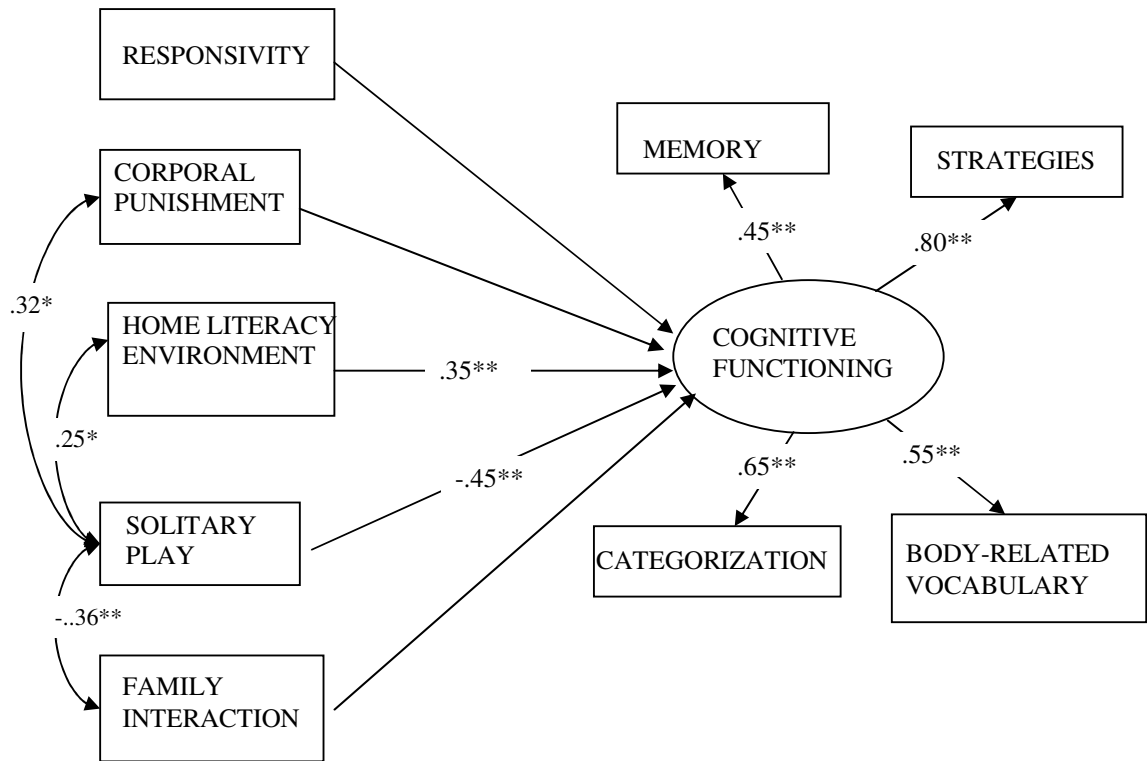 RESPONSIVITY
CORPORAL
PUNISHMENT
HOME LITERACY
ENVIRONMENT
SOLITARY
PLAY
FAMILY
INTERACTION
.32*
.25*
-..36**
.35**
-.45**
COGNITIVE
FUNCTIONING
MEMORY
STRATEGIES
.45**
.80**
.65**
.55**
CATEGORIZATION
BODY-RELATED
VOCABULARY